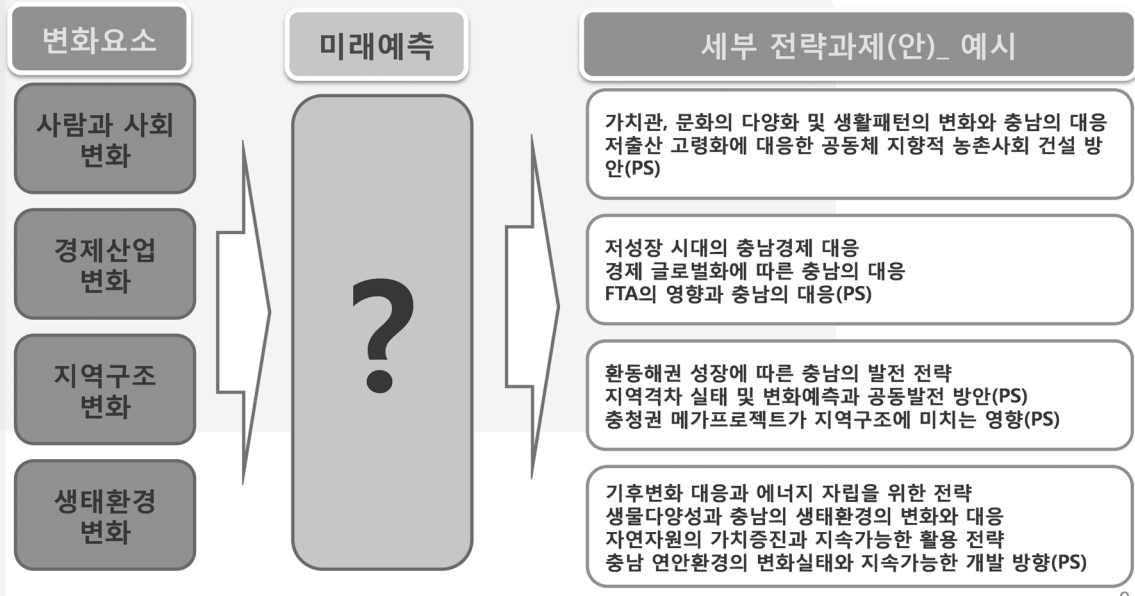 변화요소
미래예측
세부 전략과제(안)_ 예시
사람과 사회
변화
가치관, 문화의 다양화 및 생활패턴의 변화와 충남의 대응
저출산 고령화에 대응한 공동체 지향적 농촌사회 건설 방
안(PS)
경제산업
변화
저성장 시대의 충남경제 대응
경제 글로벌화에 따른 충남의 대응
FTA의 영향과 충남의 대응(PS)
?
지역구조
변화
환동해권 성장에 따른 충남의 발전 전략
지역격차 실태 및 변화예측과 공동발전 방안(PS)
충청권 메가프로젝트가 지역구조에 미치는 영향(PS)
생태환경
변화
기후변화 대응과 에너지 자립을 위한 전략
생물다양성과 충남의 생태환경의 변화와 대응
자연자원의 가치증진과 지속가능한 활용 전략
충남 연안환경의 변화실태와 지속가능한 개발 방향(PS)